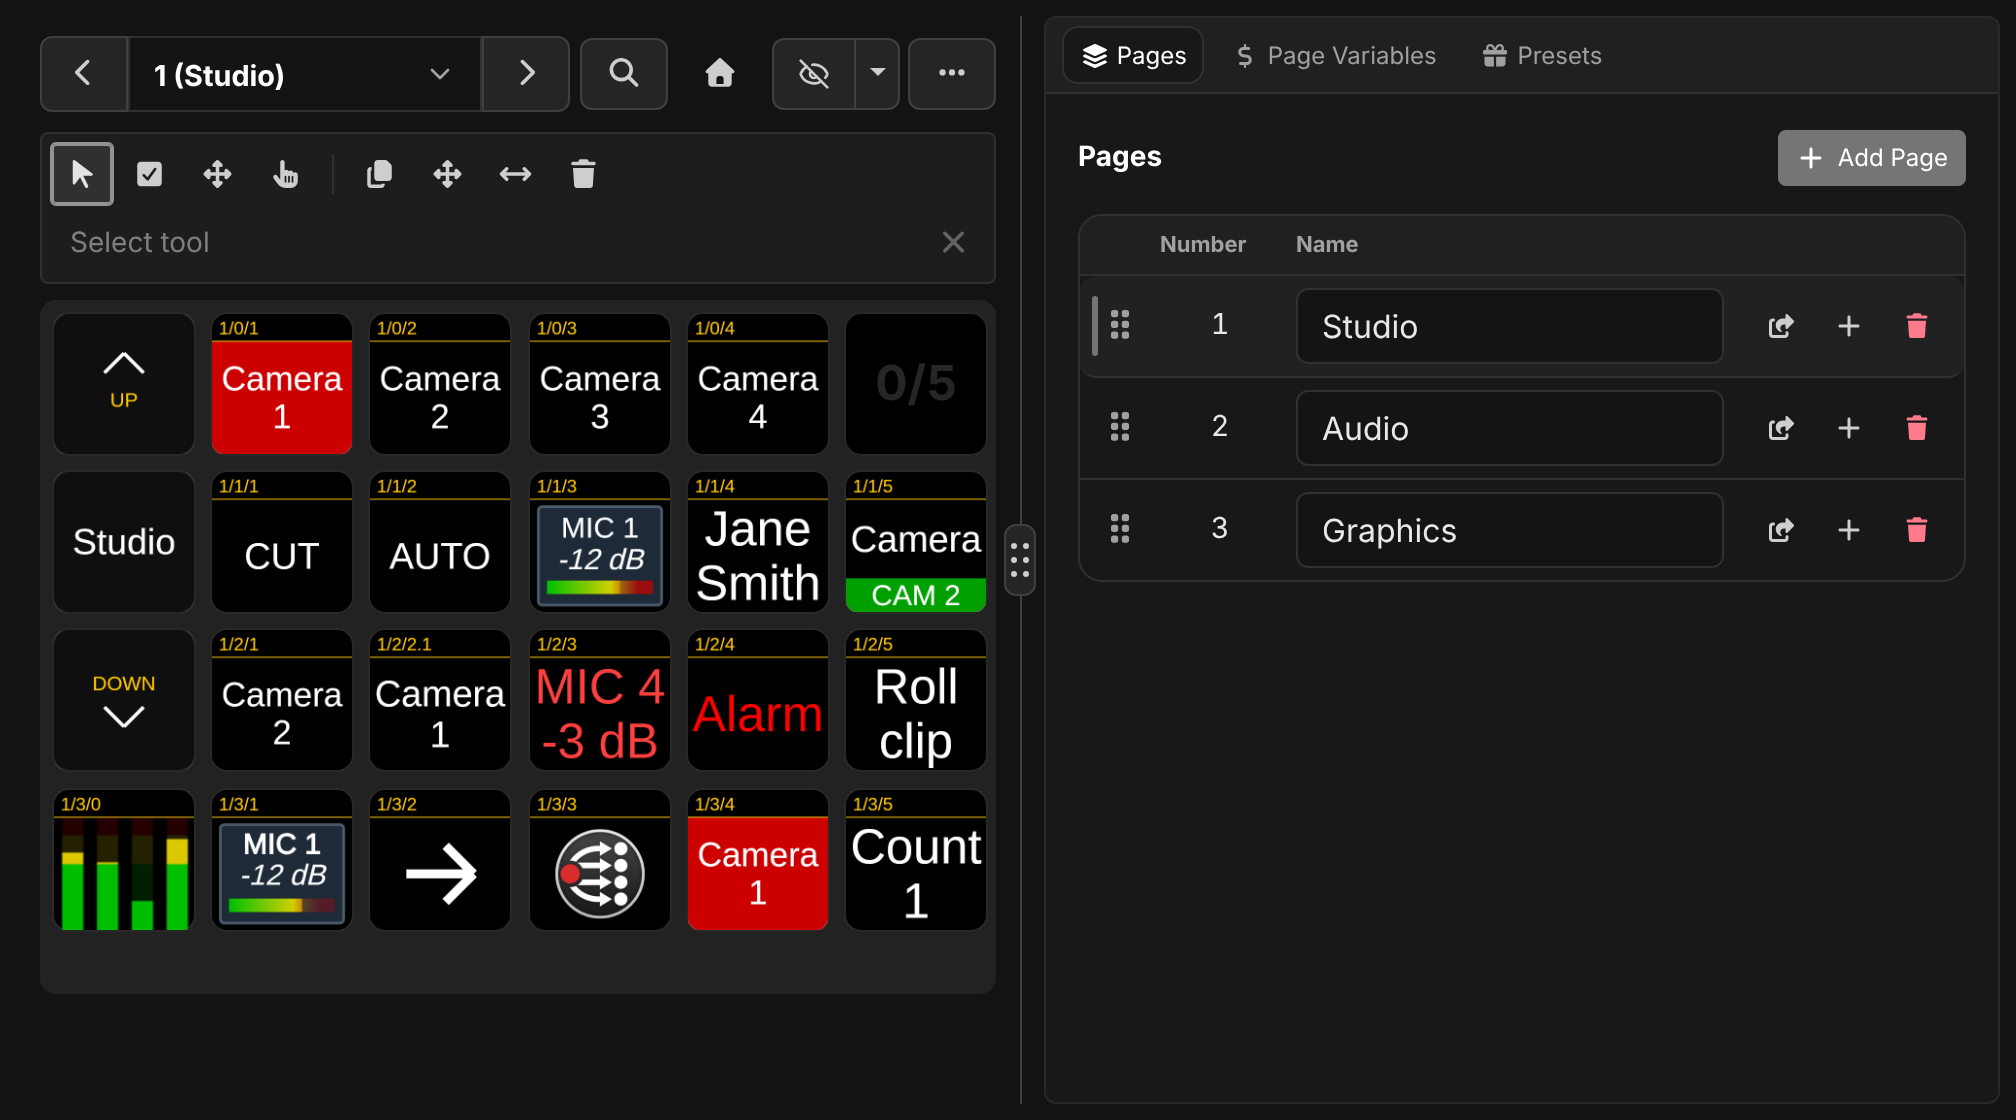 1 (Studio)
Select tool
UP
1/0/1
Camera
1
1/0/2
Camera
2
1/0/3
Camera
3
1/0/4
Camera
4
0/5
Studio
1/1/1
CUT
1/1/2
AUTO
1/1/3
MIC 1
-12 dB
1/1/4
Jane
Smith
1/1/5
Camera
CAM 2
DOWN
1/2/1
Camera
2
1/2/2.1
Camera
1
1/2/3
MIC 4
-3 dB
1/2/4
Alarm
1/2/5
Roll
clip
1/3/0
1/3/1
MIC 1
-12 dB
1/3/2
1/3/3
1/3/4
Camera
1
1/3/5
Count
1
Pages
$ Page Variables
Presets
Pages
+ Add Page
Number Name
1 Studio
2 Audio
3 Graphics